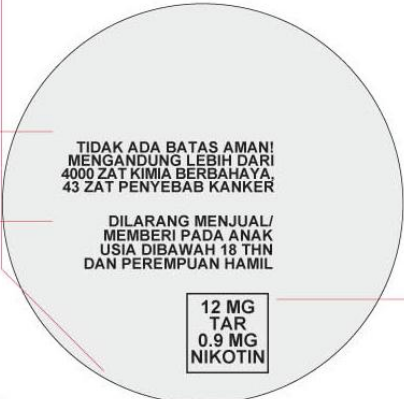 TIDAK ADA BATAS AMAN!
MENGANDUNG LEBIH DARI
4000 ZAT KIMIA BERBAHAYA,
43 ZAT PENYEBAB KANKER
DILARANG MENJUAL/
MEMBERI PADA ANAK
USIA DIBAWAH 18 THN
DAN PEREMPUAN HAMIL
12 MG
TAR
0.9 MG
NIKOTIN